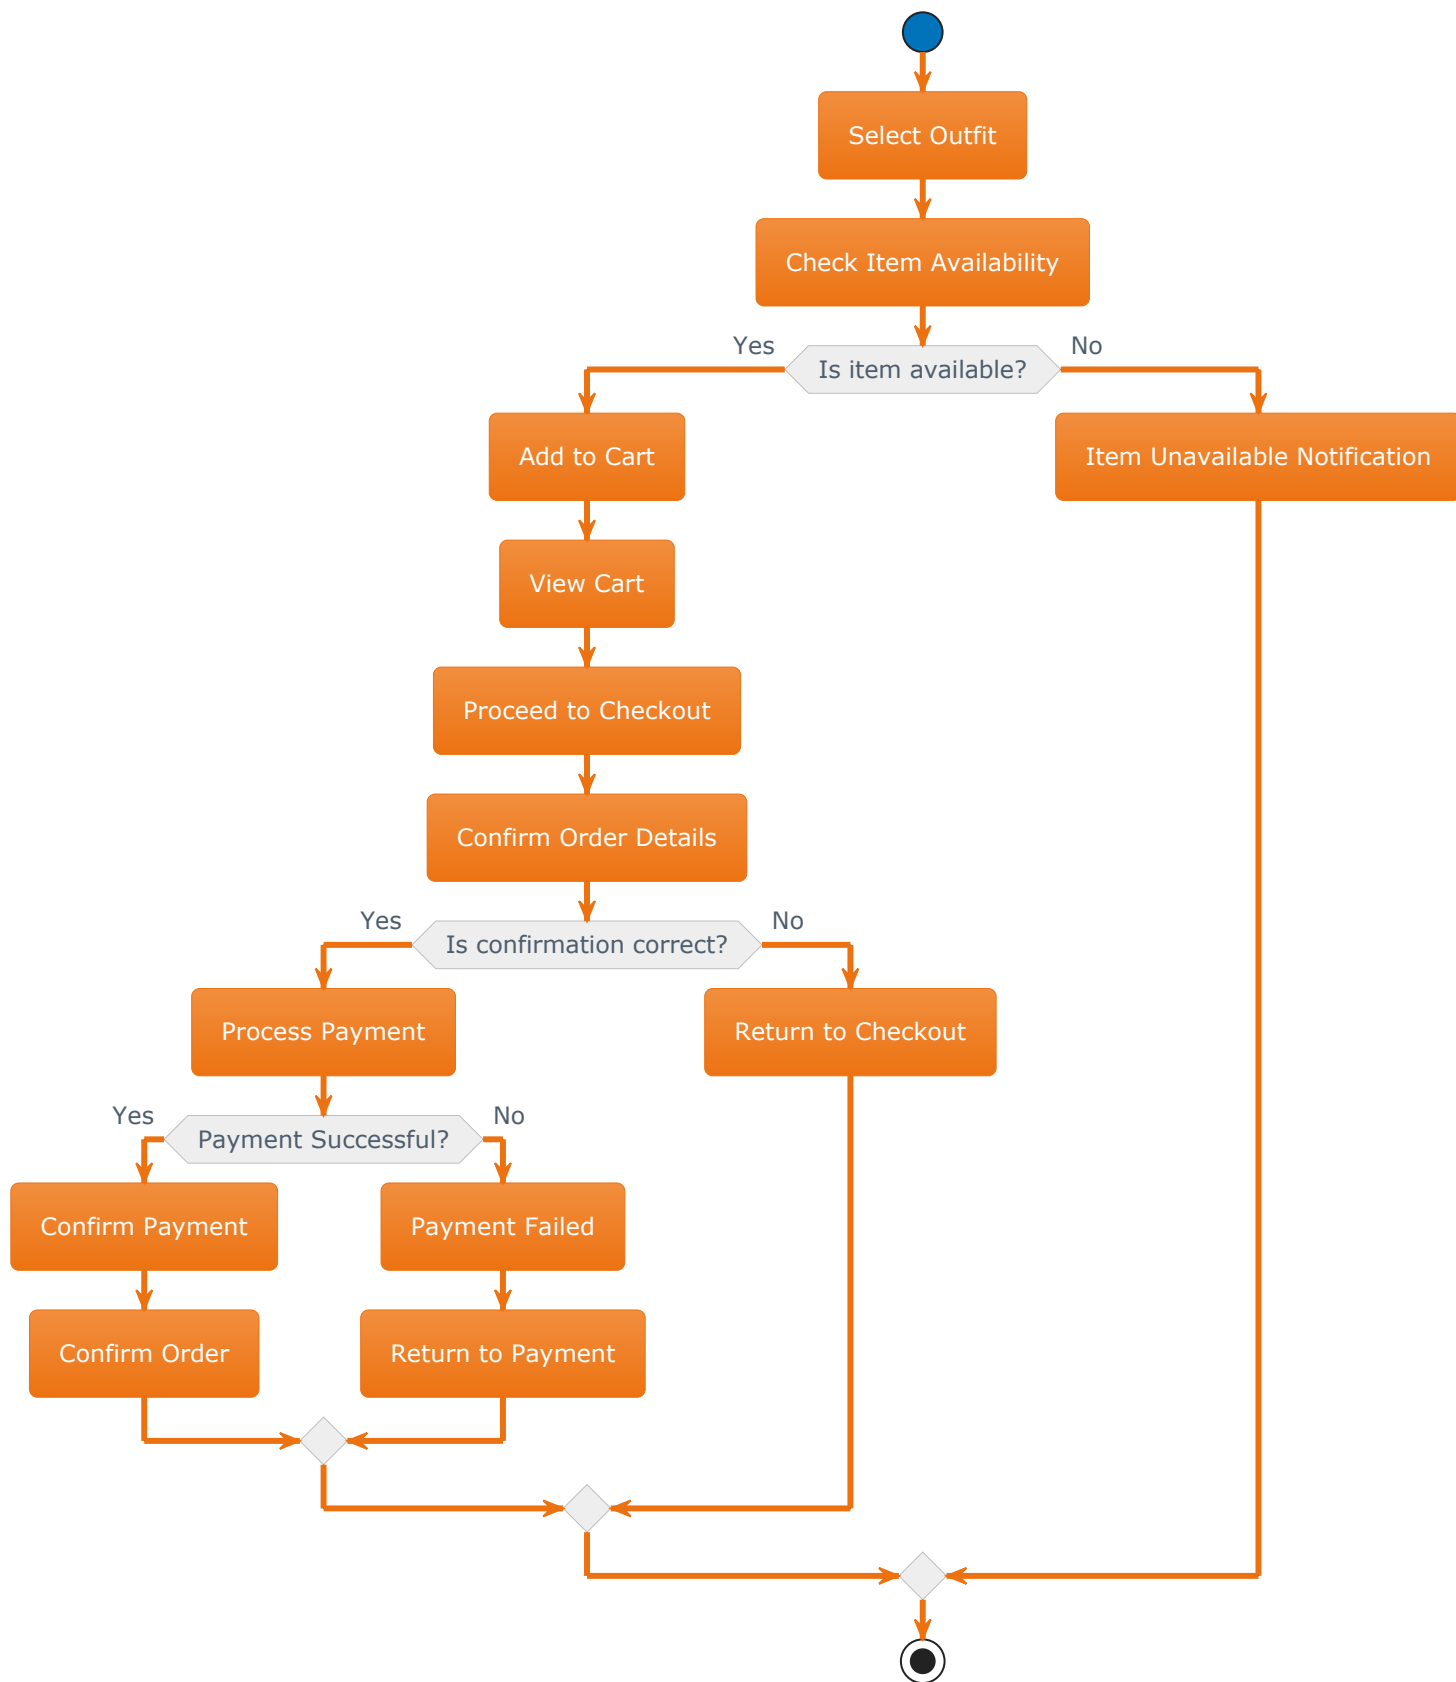 Select Outfit
Check Item Availability
Yes
Is item available?
No
Add to Cart
Item Unavailable Notification
View Cart
Proceed to Checkout
Confirm Order Details
Yes
Is confirmation correct?
No
Process Payment
Return to Checkout
Yes
Payment Successful?
No
Confirm Payment
Payment Failed
Confirm Order
Return to Payment